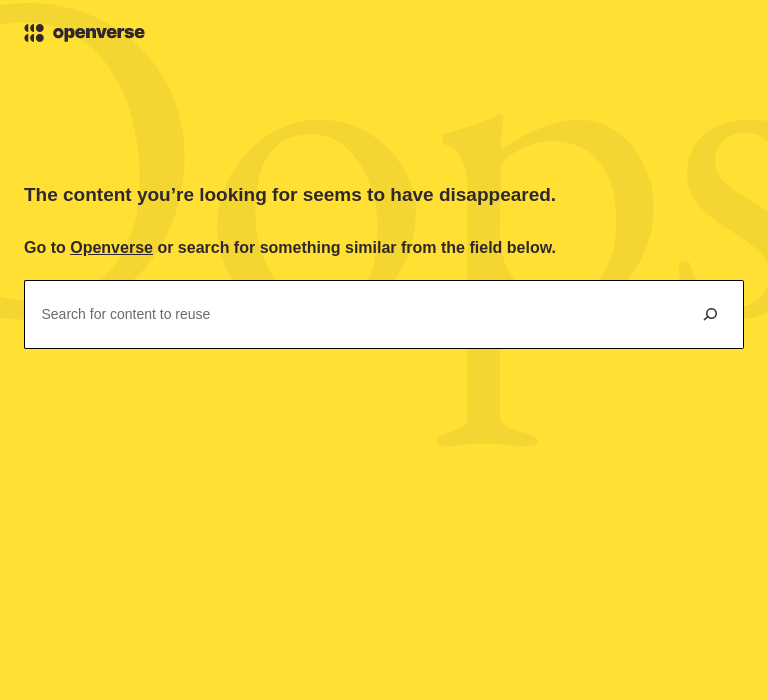 openverse
Oops
The content you’re looking for seems to have disappeared.
Go to Openverse or search for something similar from the field below.
Search for content to reuse